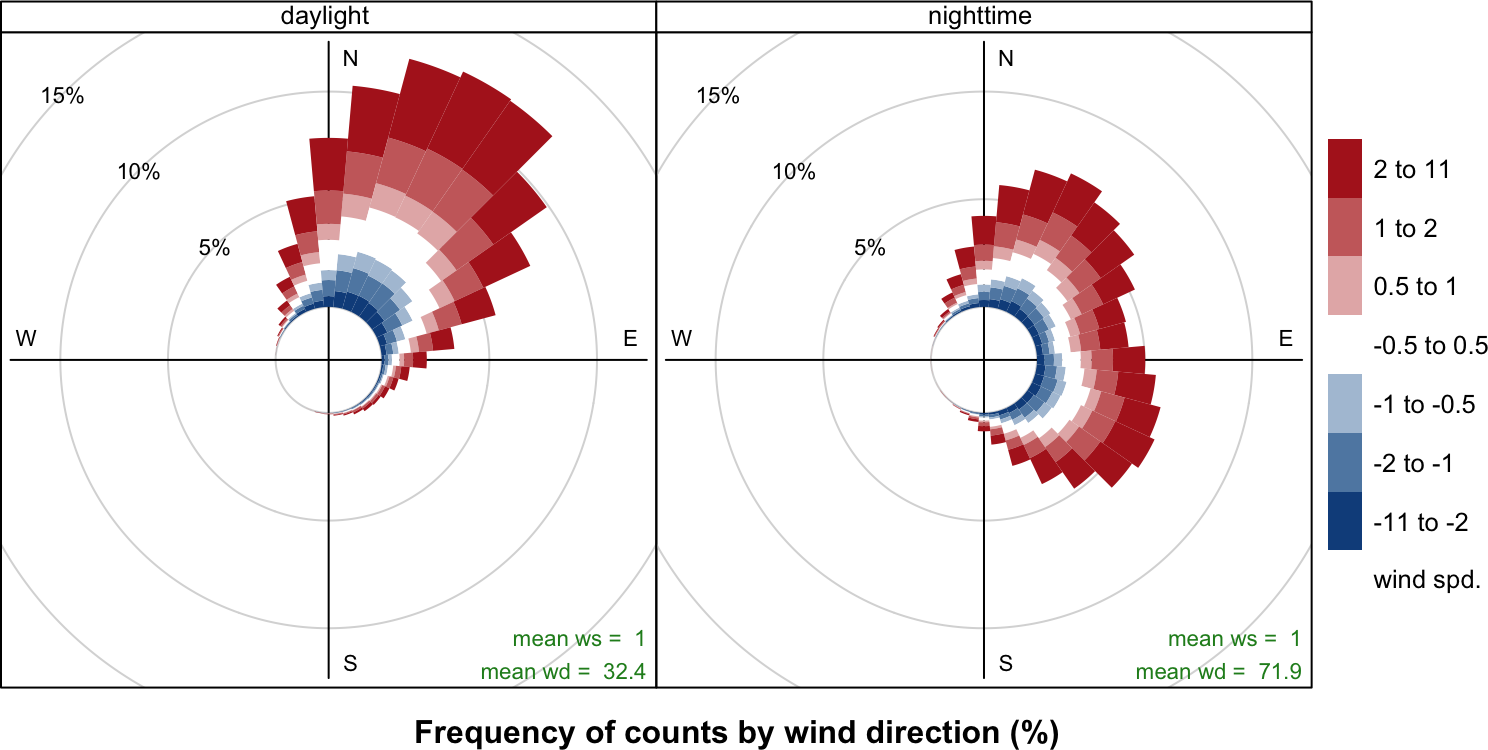 daylight
nighttime
N
15%
10%
5%
W
E
S
mean ws = 1
mean wd = 32.4
N
15%
10%
5%
W
E
S
mean ws = 1
mean wd = 71.9
2 to 11
1 to 2
0.5 to 1
-0.5 to 0.5
-1 to -0.5
-2 to -1
-11 to -2
wind spd.
Frequency of counts by wind direction (%)